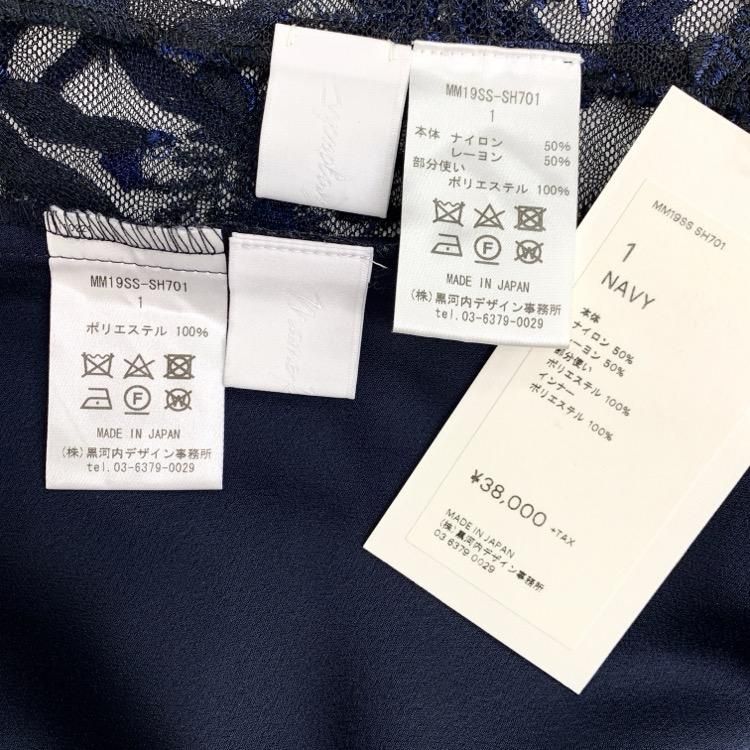 MM19SS-SH701
1
本体 ナイロン 50%
レーヨン 50%
部分使い
ポリエステル 100%
F
W
MADE IN JAPAN
(株)黒河内デザイン事務所
tel.03-6379-0029
MM19SS-SH701
1
ポリエステル 100%
F
W
MADE IN JAPAN
(株)黒河内デザイン事務所
tel.03-6379-0029
MM19SS SH701
1
NAVY
本体
ナイロン 50%
レーヨン 50%
部分使い
ポリエステル 100%
インナー
ポリエステル 100%
¥38,000 +TAX
MADE IN JAPAN
(株)黒河内デザイン事務所
03 6379 0029